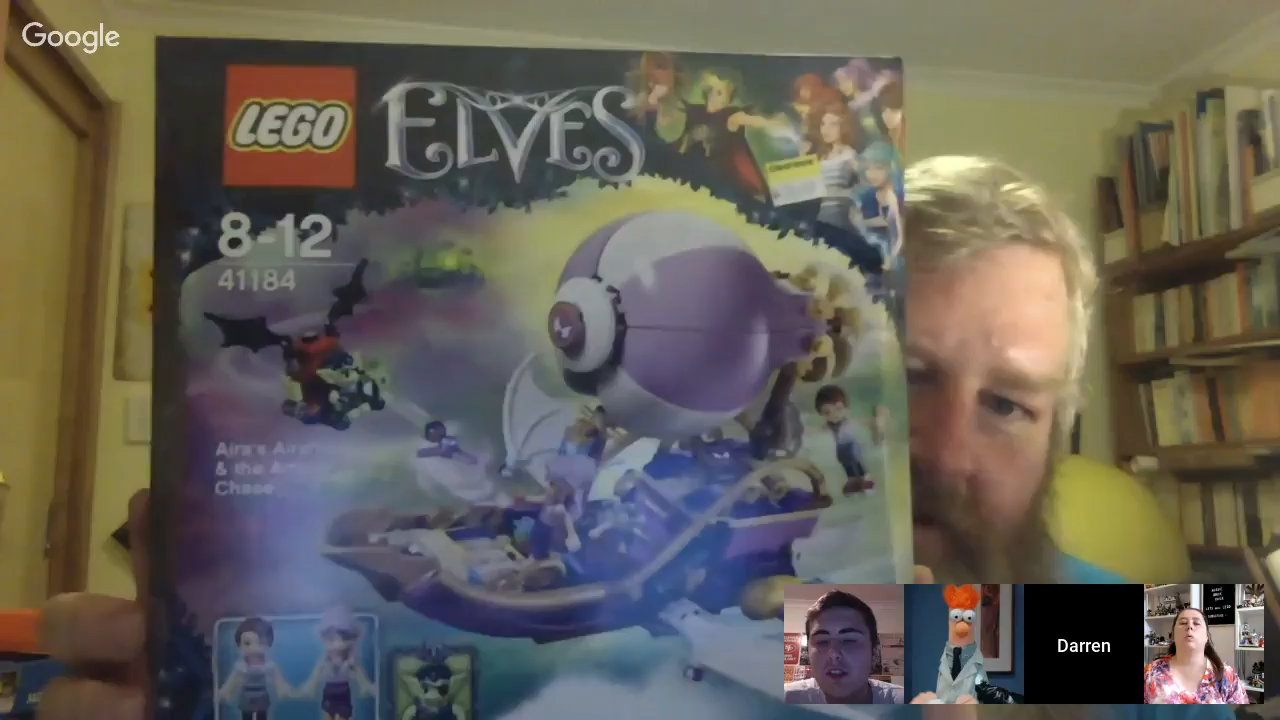 Google
LEGO
ELVES
8-12
41184
Aira's
& the
Chase
Darren